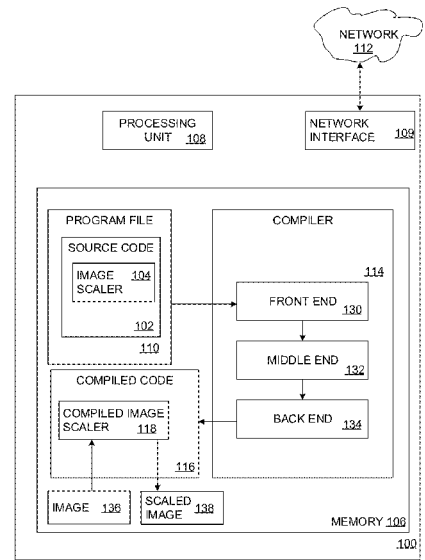 NETWORK
112
PROCESSING
UNIT 108
NETWORK
INTERFACE 109
PROGRAM FILE
SOURCE CODE
IMAGE 104
SCALER
102
110
COMPILER
114
FRONT END
130
MIDDLE END
132
BACK END
134
COMPILED CODE
COMPILED IMAGE
SCALER 118
116
IMAGE 136
SCALED
IMAGE 138
MEMORY 106
100